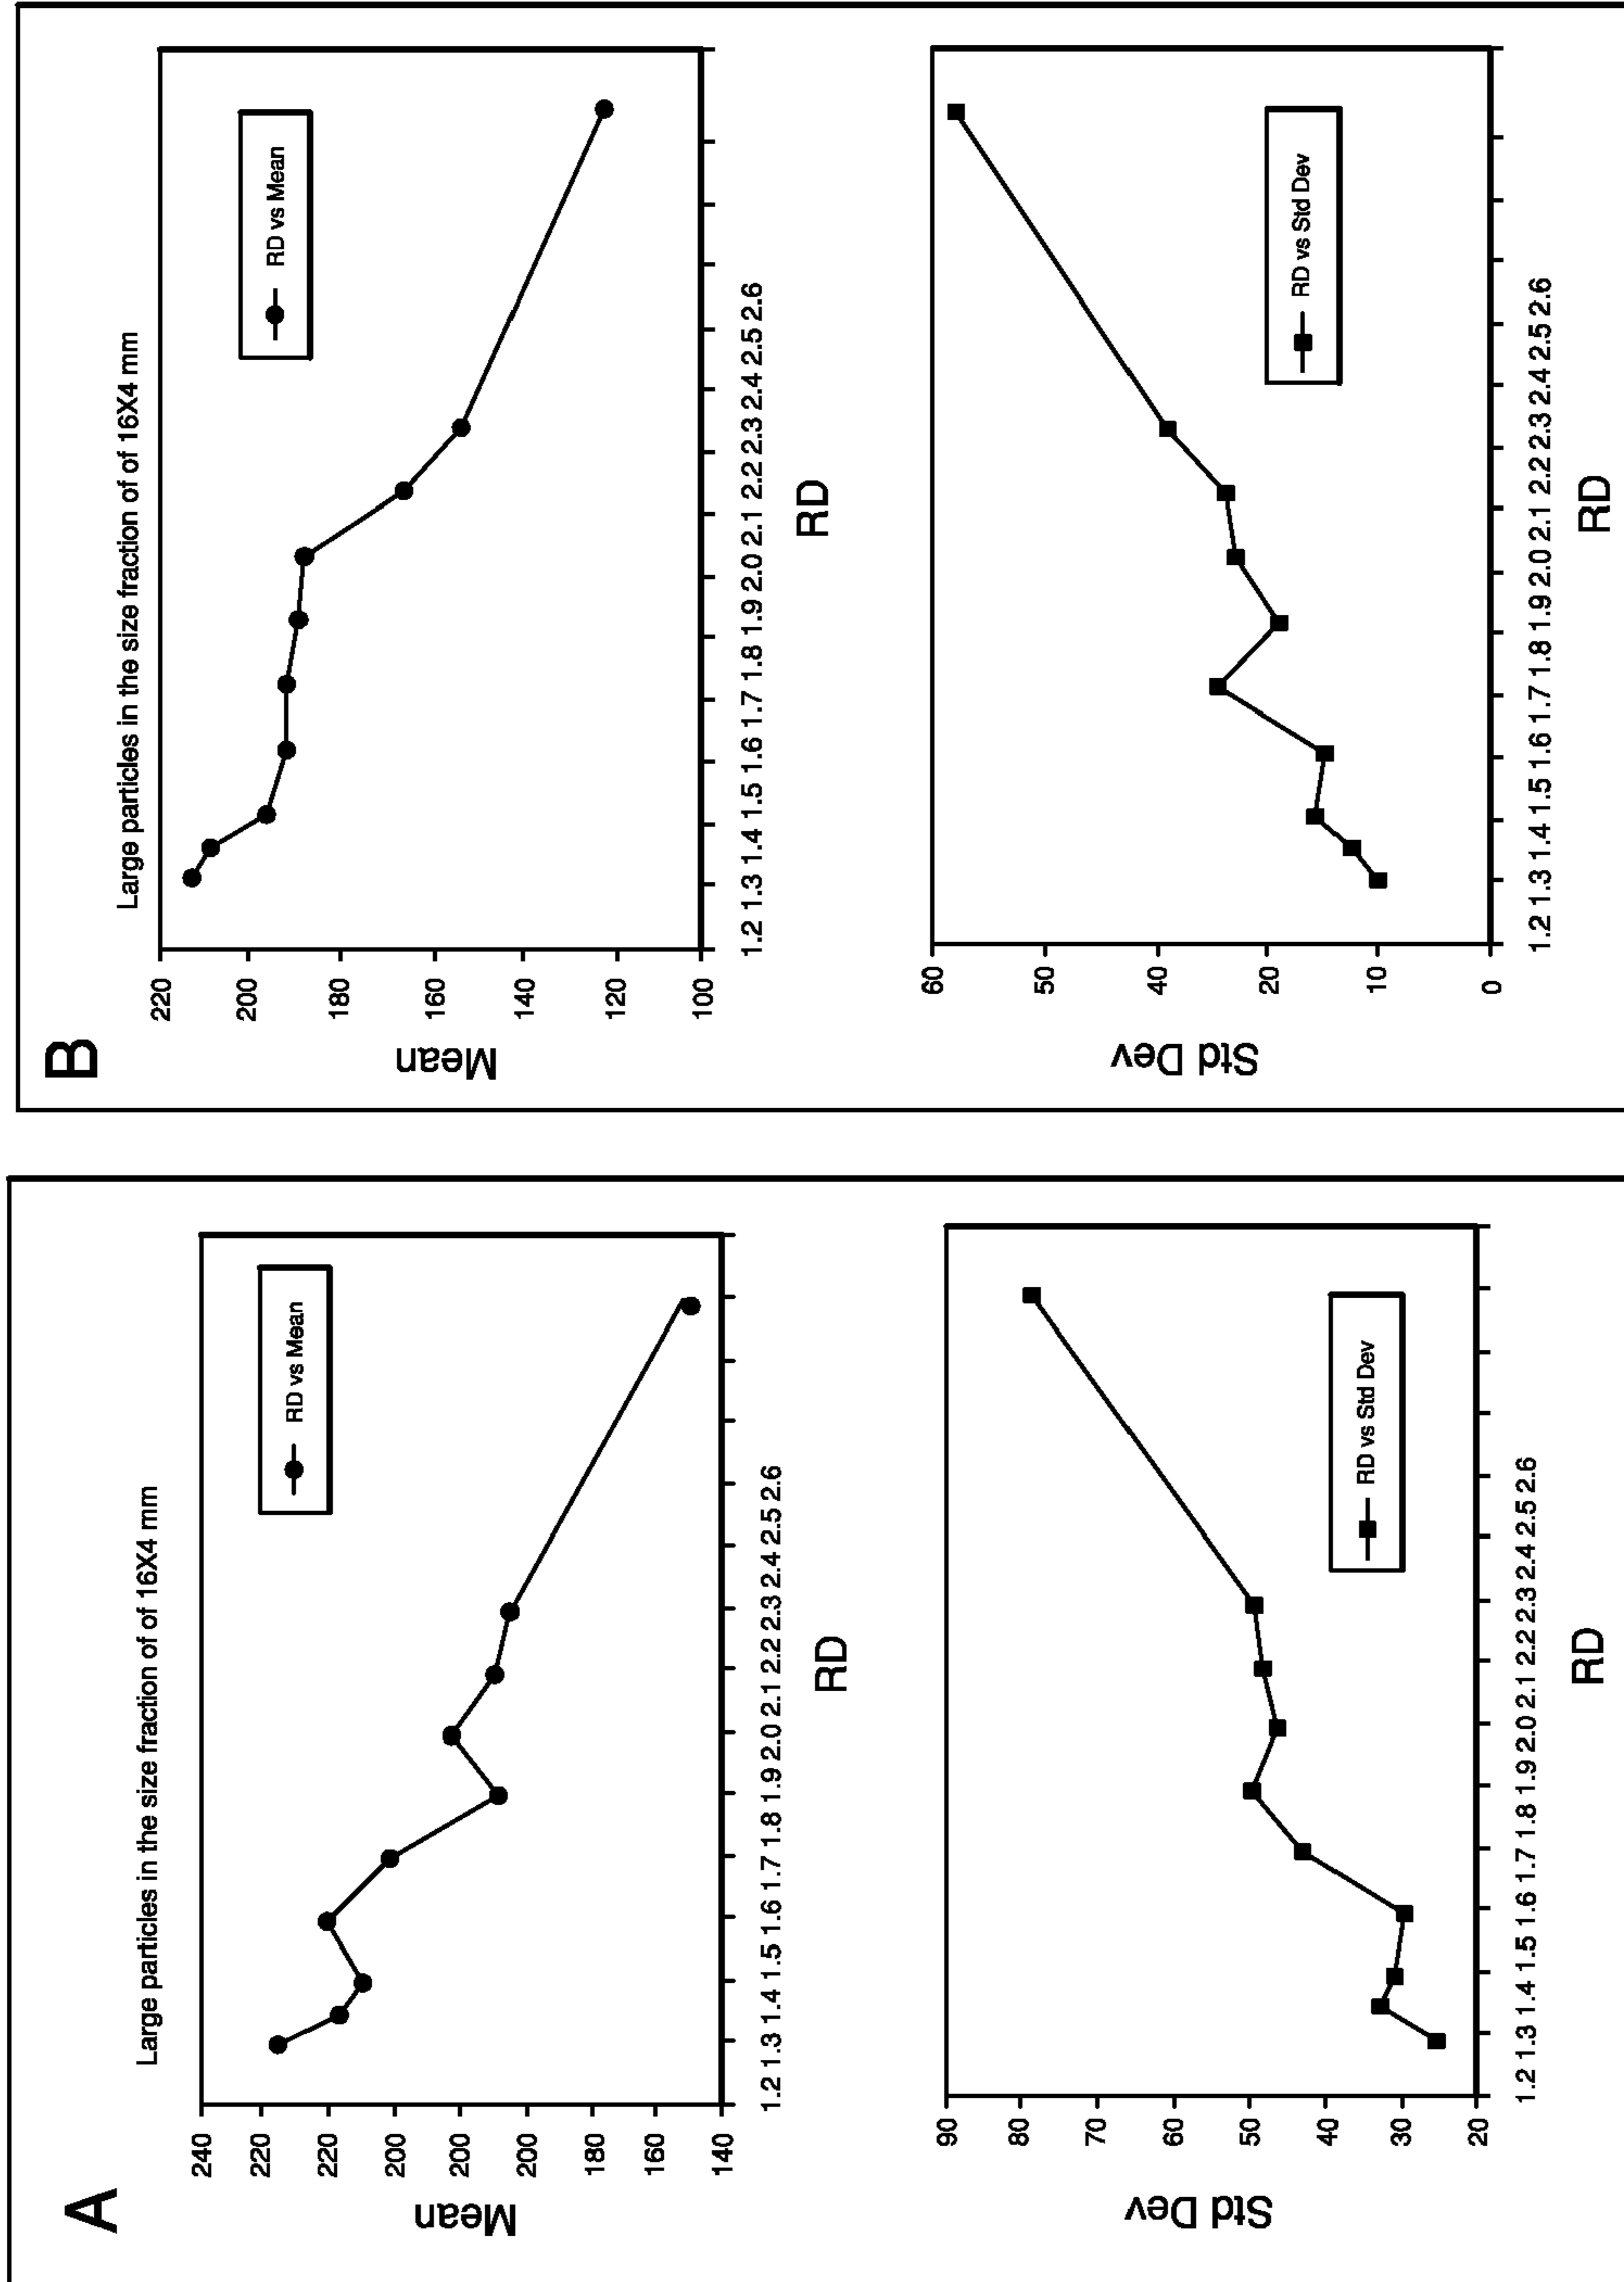 A
Large particles in the size fraction of of 16X4 mm
240
220
220
200
200
180
160
140
Mean
RD vs Mean
1.2 1.3 1.4 1.5 1.6 1.7 1.8 1.9 2.0 2.1 2.2 2.3 2.4 2.5 2.6
RD
90
80
70
50
40
30
20
Std Dev
RD vs Std Dev
1.2 1.3 1.4 1.5 1.6 1.7 1.8 1.9 2.0 2.1 2.2 2.3 2.4 2.5 2.6
RD
B
Large particles in the size fraction of of 16X4 mm
220
200
180
160
140
120
100
Mean
RD vs Mean
1.2 1.3 1.4 1.5 1.6 1.7 1.8 1.9 2.0 2.1 2.2 2.3 2.4 2.5 2.6
RD
60
50
40
20
10
0
Std Dev
RD vs Std Dev
1.2 1.3 1.4 1.5 1.6 1.7 1.8 1.9 2.0 2.1 2.2 2.3 2.4 2.5 2.6
RD